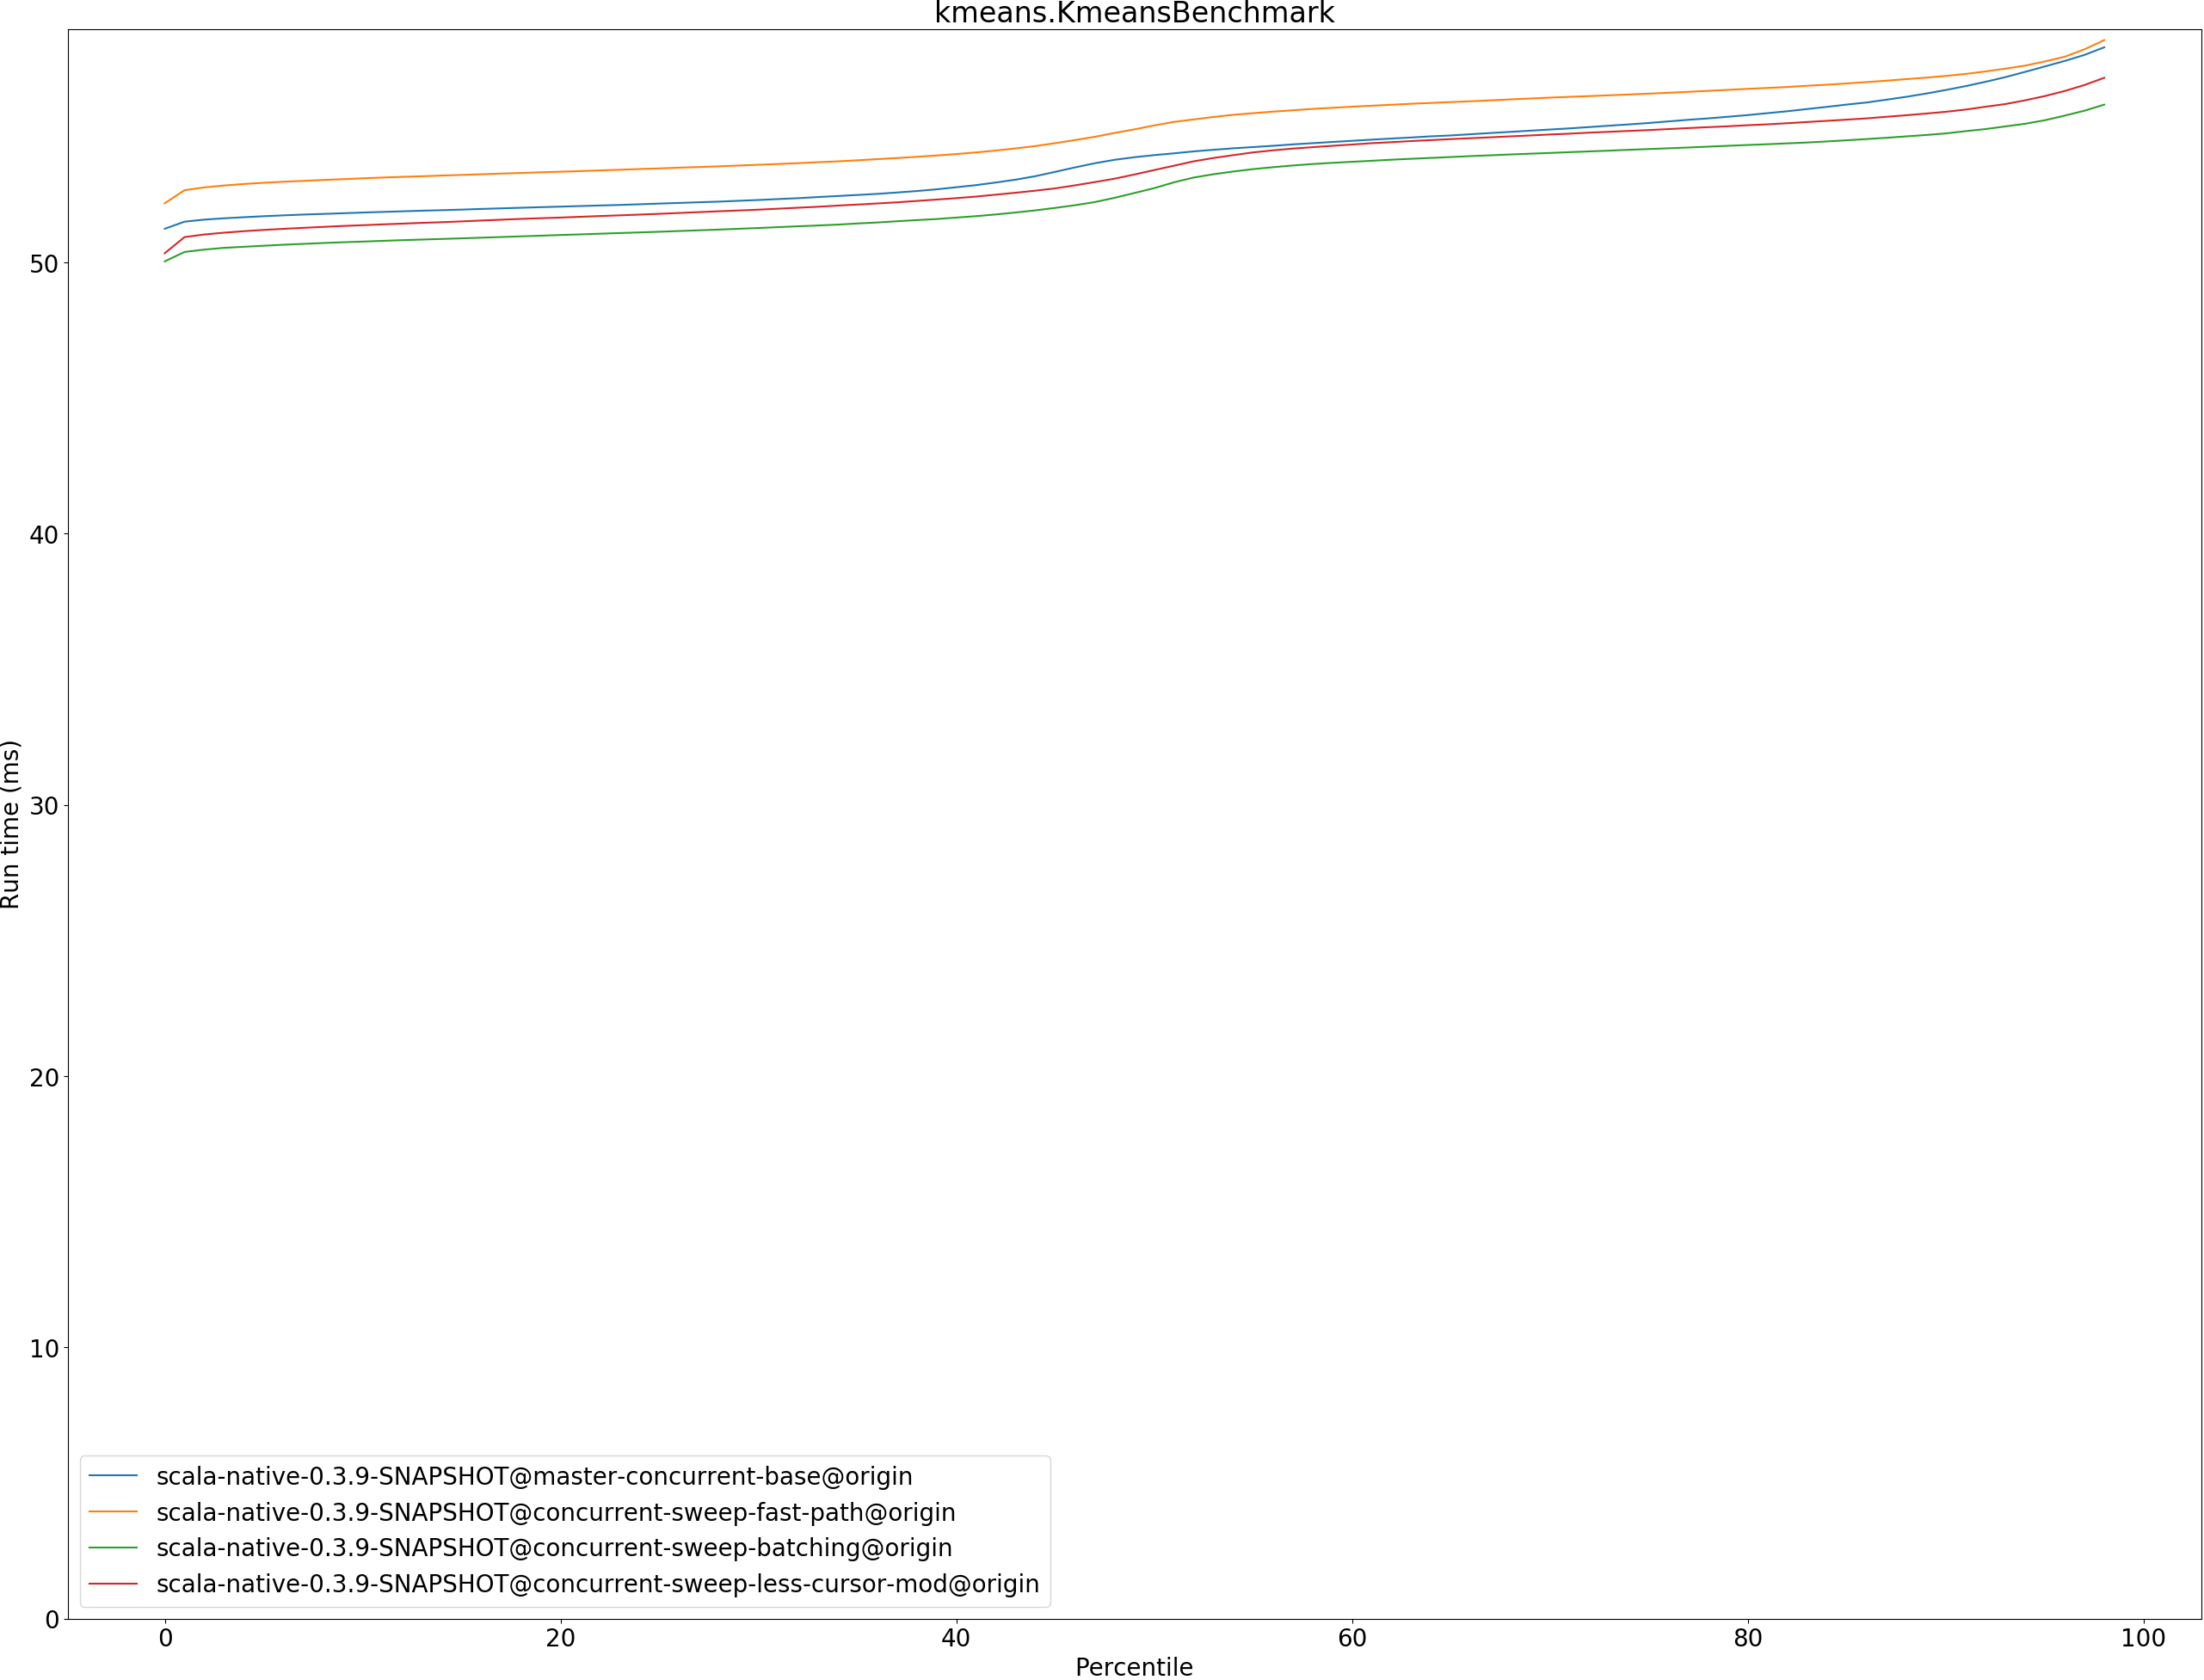 kmeans.KmeansBenchmark
Run time (ms)
50
40
30
20
10
0
scala-native-0.3.9-SNAPSHOT@master-concurrent-base@origin
scala-native-0.3.9-SNAPSHOT@concurrent-sweep-fast-path@origin
scala-native-0.3.9-SNAPSHOT@concurrent-sweep-batching@origin
scala-native-0.3.9-SNAPSHOT@concurrent-sweep-less-cursor-mod@origin
0 20 40 60 80 100
Percentile